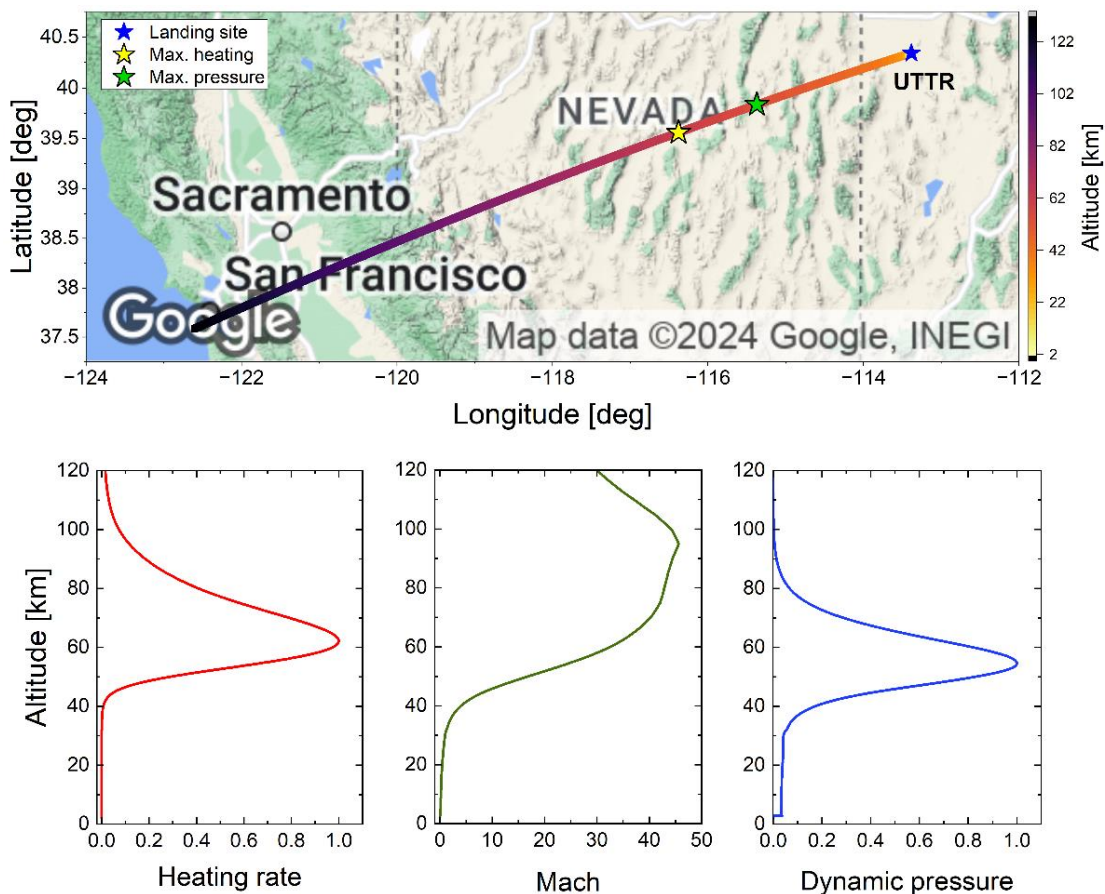 Landing site
Max. heating
Max. pressure
UTTR
NEVADA
Sacramento
San Francisco
Google
Map data ©2024 Google, INEGI
40.5
40
39.5
39
38.5
38
37.5
Latitude [deg]
−124
−122
−120
−118
−116
−114
−112
Longitude [deg]
122
102
82
62
42
22
2
Altitude [km]
120
100
80
60
40
20
0
Altitude [km]
0.0 0.2 0.4 0.6 0.8 1.0
Heating rate
120
100
80
60
40
20
0
0 10 20 30 40 50
Mach
120
100
80
60
40
20
0
0.0 0.2 0.4 0.6 0.8 1.0
Dynamic pressure